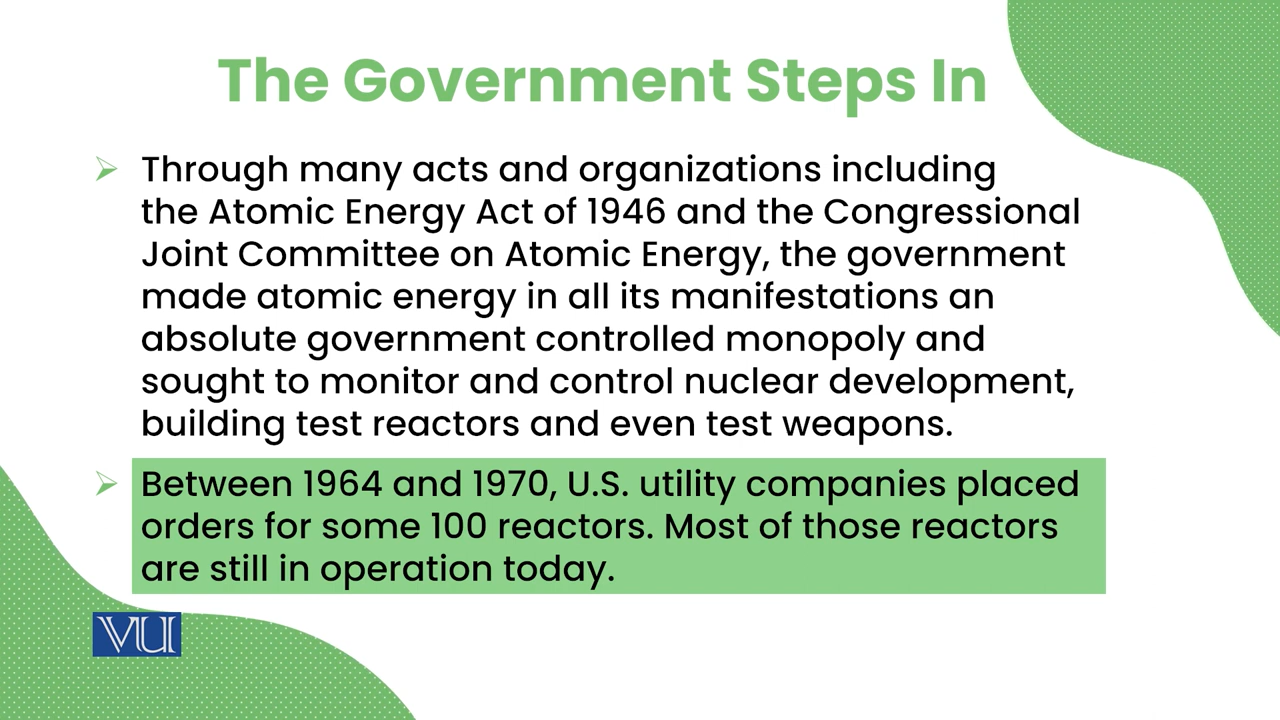 The Government Steps In
Through many acts and organizations including
the Atomic Energy Act of 1946 and the Congressional
Joint Committee on Atomic Energy, the government
made atomic energy in all its manifestations an
absolute government controlled monopoly and
sought to monitor and control nuclear development,
building test reactors and even test weapons.
Between 1964 and 1970, U.S. utility companies placed
orders for some 100 reactors. Most of those reactors
are still in operation today.
VU